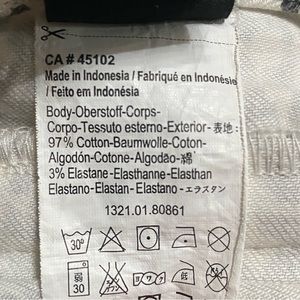 CA # 45102
Made in Indonesia / Fabriqué en Indonésie
/ Feito em Indonésia
Body-Oberstoff-Corps-
Corpo-Tessuto esterno-Exterior-表地:
97% Cotton-Baumwolle-Coton-
Algodón-Cotone-Algodão-綿
3% Elastane-Elasthanne-Elasthan
Elastano-Elastan-Elastano-エラスタン
1321.01.80861
30°
弱
30